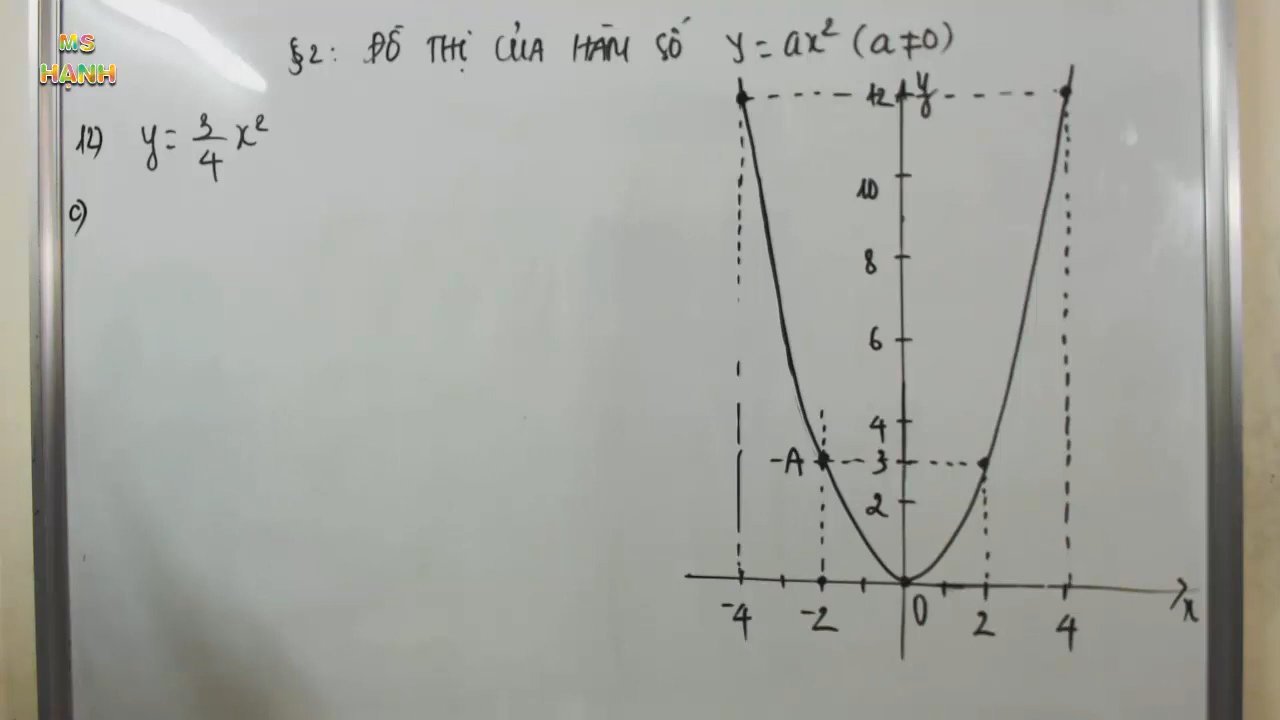 MS
HẠNH
§2: ĐỒ THỊ CỦA HÀM SỐ y = ax² (a≠0)
12) y = 3/4 x²
c)
12 y
10
8
6
4
-A 3
2
-4 -2 0 2 4 x